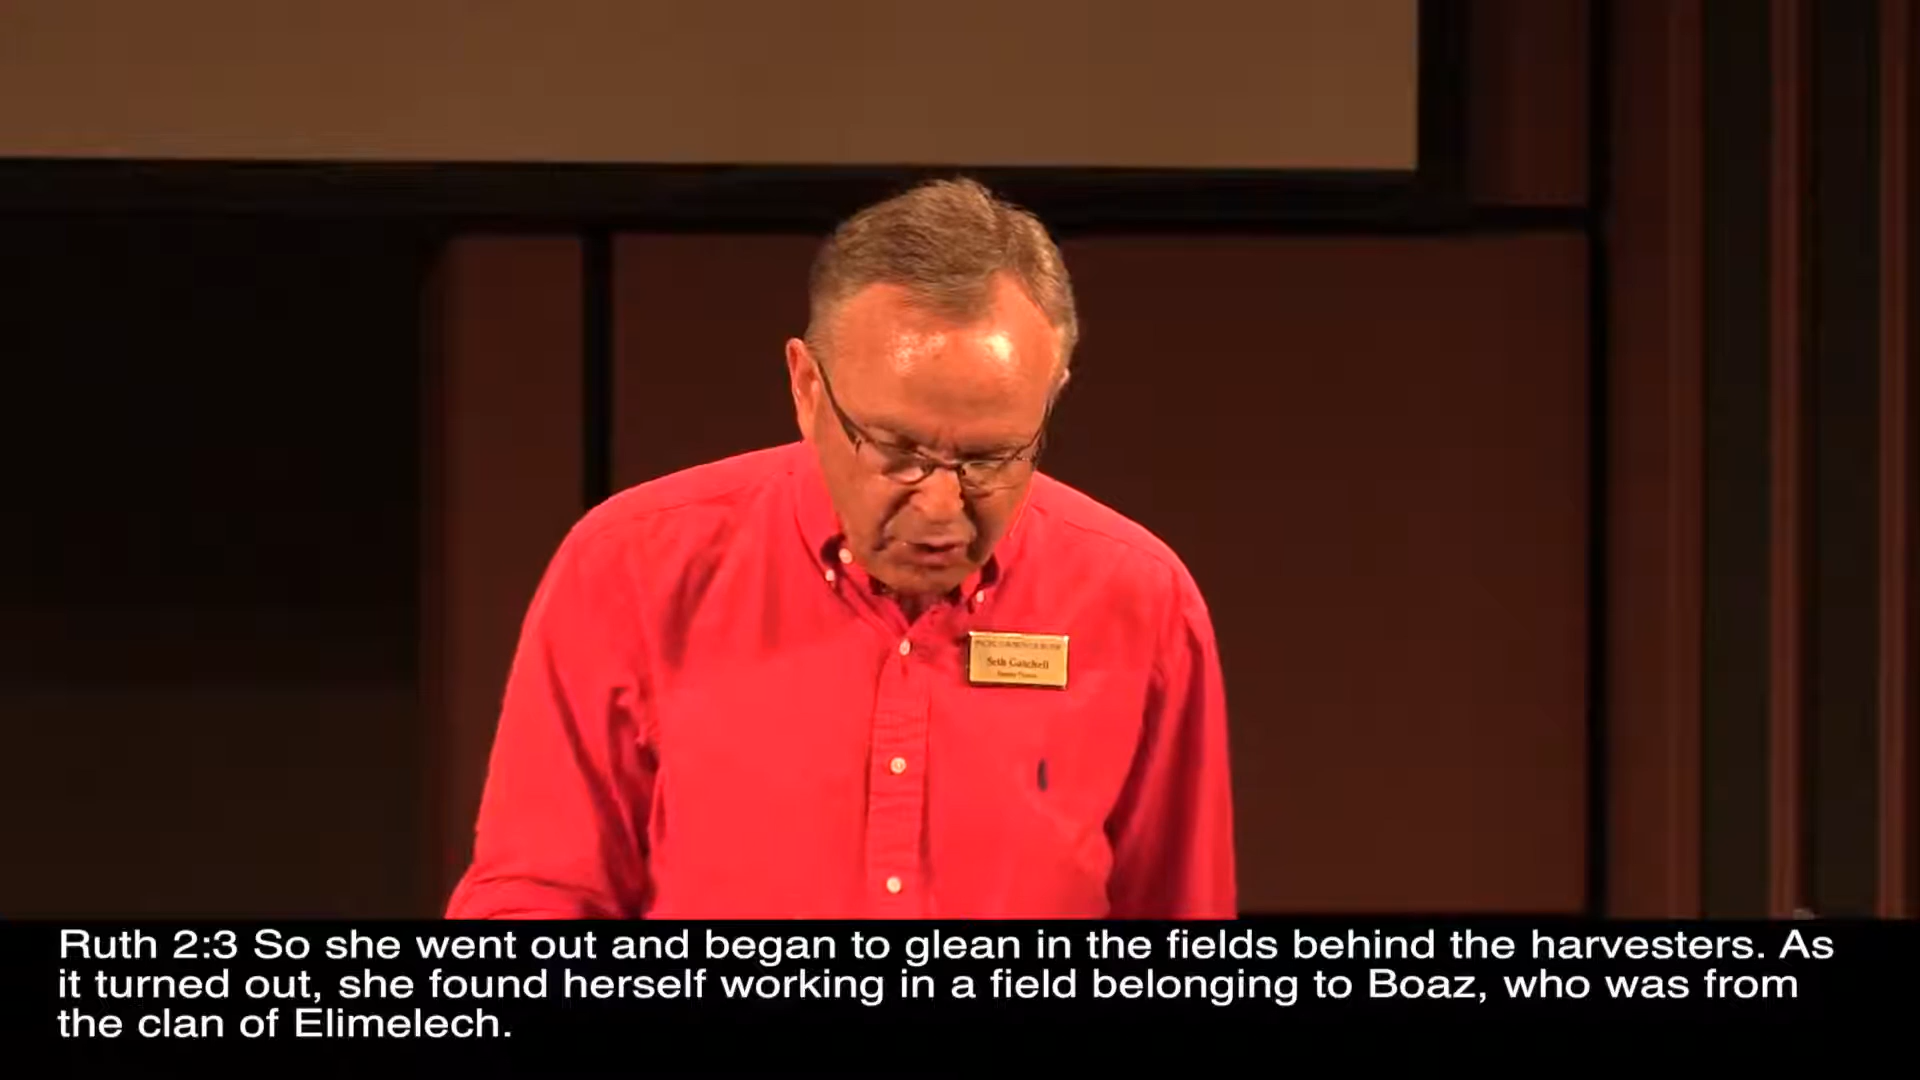 Seth Gatchell
Ruth 2:3 So she went out and began to glean in the fields behind the harvesters. As
it turned out, she found herself working in a field belonging to Boaz, who was from
the clan of Elimelech.